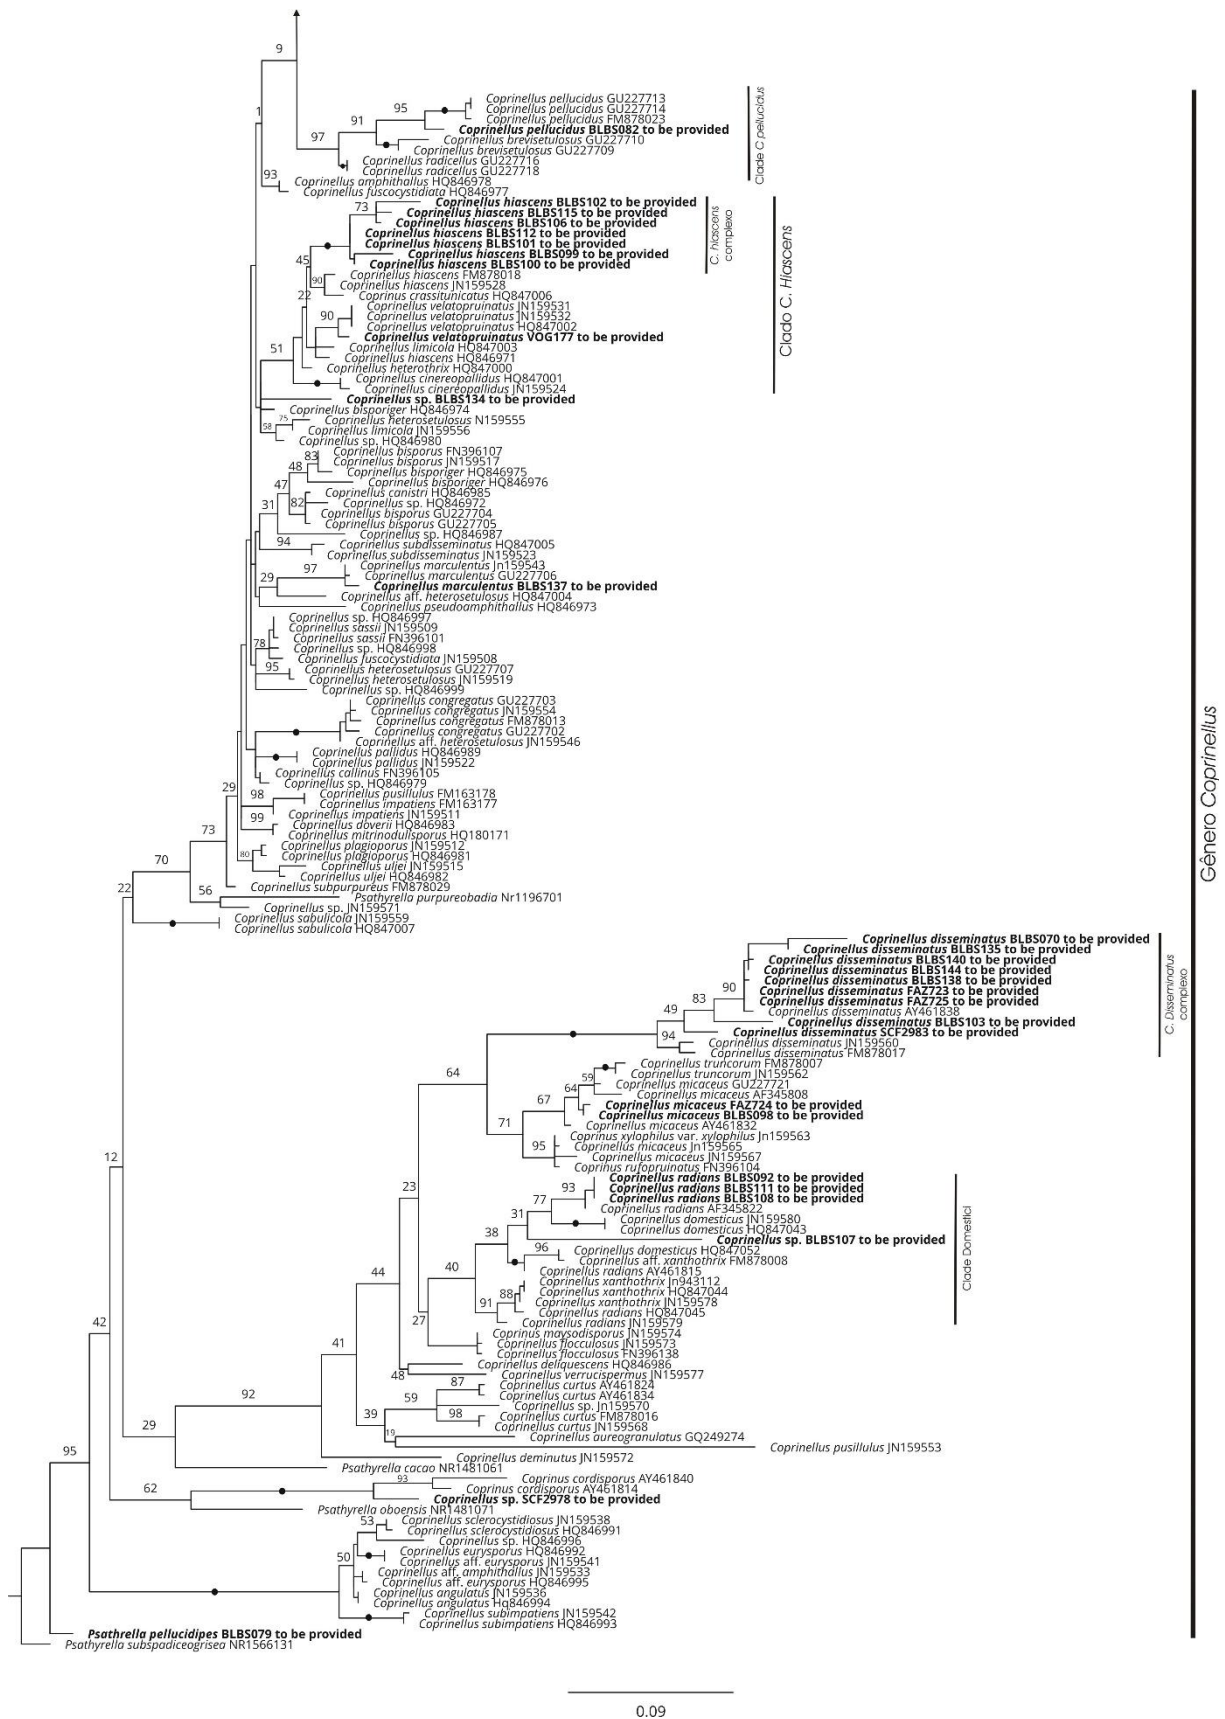 9
Coprinellus pellucidus GU227713
Coprinellus pellucidus GU227714
Coprinellus pellucidus FM878023
Coprinellus pellucidus BLBS082 to be provided
Coprinellus brevisetulosus GU227710
Coprinellus brevisetulosus GU227709
Coprinellus radicellus GU227716
Coprinellus radicellus GU227718
Coprinellus amphithallus HQ846978
Coprinellus fuscocystidiata HQ846977
95
91
97
1
93
Clade C pellucidus
Coprinellus hiascens BLBS102 to be provided
Coprinellus hiascens BLBS115 to be provided
Coprinellus hiascens BLBS106 to be provided
Coprinellus hiascens BLBS112 to be provided
Coprinellus hiascens BLBS101 to be provided
Coprinellus hiascens BLBS099 to be provided
Coprinellus hiascens BLBS100 to be provided
Coprinellus hiascens FM878018
Coprinellus hiascens JN159528
Coprinus crassitunicatus HQ847006
Coprinellus velatopruinatus JN159531
Coprinellus velatopruinatus JN159532
Coprinellus velatopruinatus HQ847002
Coprinellus velatopruinatus VOG177 to be provided
Coprinellus limicola HQ847003
Coprinellus hiascens HQ846971
Coprinellus heterothrix HQ847000
Coprinellus cinereopallidus HQ847001
Coprinellus cinereopallidus JN159524
73
45
90
22
90
51
C. hiascens
complexo
Clado C. Hiascens
Coprinellus sp. BLBS134 to be provided
Coprinellus bisporiger HQ846974
Coprinellus heterosetulosus N159555
Coprinellus limicola JN159556
Coprinellus sp. HQ846980
Coprinellus bisporus FN396107
Coprinellus bisporus JN159517
Coprinellus bisporiger HQ846975
Coprinellus bisporiger HQ846976
Coprinellus canistri HQ846985
Coprinellus sp. HQ846972
Coprinellus bisporus GU227704
Coprinellus bisporus GU227705
Coprinellus sp. HQ846987
Coprinellus subdisseminatus HQ847005
Coprinellus subdisseminatus JN159523
Coprinellus marculentus Jn159543
Coprinellus marculentus GU227706
Coprinellus marculentus BLBS137 to be provided
Coprinellus aff. heterosetulosus HQ847004
Coprinellus pseudoamphithallus HQ846973
75
58
83
48
47
82
31
94
97
29
Coprinellus sp. HQ846997
Coprinellus sassii JN159509
Coprinellus sassii FN396101
Coprinellus sp. HQ846998
Coprinellus fuscocystidiata JN159508
Coprinellus heterosetulosus GU227707
Coprinellus heterosetulosus JN159519
Coprinellus sp. HQ846999
Coprinellus congregatus GU227703
Coprinellus congregatus JN159554
Coprinellus congregatus FM878013
Coprinellus congregatus GU227702
Coprinellus aff. heterosetulosus JN159546
Coprinellus pallidus HQ846989
Coprinellus pallidus JN159522
Coprinellus callinus FN396105
Coprinellus sp. HQ846979
Coprinellus pusillulus FM163178
Coprinellus impatiens FM163177
Coprinellus impatiens JN159511
Coprinellus doverii HQ846983
Coprinellus mitrinodulisporus HQ180171
Coprinellus plagioporus JN159512
Coprinellus plagioporus HQ846981
Coprinellus uljei JN159515
Coprinellus uljei HQ846982
Coprinellus subpurpureus FM878029
Psathyrella purpureobadia Nr1196701
Coprinellus sp. JN159571
Coprinellus sabulicola JN159559
Coprinellus sabulicola HQ847007
78
95
29
98
99
73
80
70
56
22
Gênero Coprinellus
Coprinellus disseminatus BLBS070 to be provided
Coprinellus disseminatus BLBS135 to be provided
Coprinellus disseminatus BLBS140 to be provided
Coprinellus disseminatus BLBS144 to be provided
Coprinellus disseminatus BLBS138 to be provided
Coprinellus disseminatus FAZ723 to be provided
Coprinellus disseminatus FAZ725 to be provided
Coprinellus disseminatus AY461838
Coprinellus disseminatus BLBS103 to be provided
Coprinellus disseminatus SCF2983 to be provided
Coprinellus disseminatus JN159560
Coprinellus disseminatus FM878017
90
83
49
94
C. Disseminatus
complexo
Coprinellus truncorum FM878007
Coprinellus truncorum JN159562
Coprinellus micaceus GU227721
Coprinellus micaceus AF345808
Coprinellus micaceus FAZ724 to be provided
Coprinellus micaceus BLBS098 to be provided
Coprinellus micaceus AY461832
Coprinus xylophilus var. xylophilus Jn159563
Coprinellus micaceus Jn159565
Coprinellus micaceus JN159567
Coprinus rufopruinatus FN396104
64
59
64
67
71
95
Coprinellus radians BLBS092 to be provided
Coprinellus radians BLBS111 to be provided
Coprinellus radians BLBS108 to be provided
Coprinellus radians AF345822
Coprinellus domesticus JN159580
Coprinellus domesticus HQ847043
Coprinellus sp. BLBS107 to be provided
Coprinellus domesticus HQ847052
Coprinellus aff. xanthothrix FM878008
Coprinellus radians AY461815
Coprinellus xanthothrix Jn943112
Coprinellus xanthothrix HQ847044
Coprinellus xanthothrix JN159578
Coprinellus radians HQ847045
Coprinellus radians JN159579
12
23
93
77
31
38
96
40
88
91
27
44
Clade Domestici
Coprinus maysodisporus JN159574
Coprinellus flocculosus JN159573
Coprinellus flocculosus FN396138
Coprinellus deliquescens HQ846986
Coprinellus verrucispermus JN159577
Coprinellus curtus AY461824
Coprinellus curtus AY461834
Coprinellus sp. Jn159570
Coprinellus curtus FM878016
Coprinellus curtus JN159568
Coprinellus aureogranulatus GQ249274
Coprinellus pusillulus JN159553
Coprinellus deminutus JN159572
Psathyrella cacao NR1481061
42
41
48
87
92
59
39
98
29
19
95
Coprinus cordisporus AY461840
Coprinus cordisporus AY461814
Coprinellus sp. SCF2978 to be provided
Psathyrella oboensis NR1481071
93
62
Coprinellus sclerocystidiosus JN159538
Coprinellus sclerocystidiosus HQ846991
Coprinellus sp. HQ846996
Coprinellus eurysporus HQ846992
Coprinellus aff. eurysporus JN159541
Coprinellus aff. amphithallus JN159533
Coprinellus aff. eurysporus HQ846995
Coprinellus angulatus JN159536
Coprinellus angulatus Hq846994
Coprinellus subimpatiens JN159542
Coprinellus subimpatiens HQ846993
53
50
Psathrella pellucidipes BLBS079 to be provided
Psathyrella subspadiceogrisea NR1566131
0.09